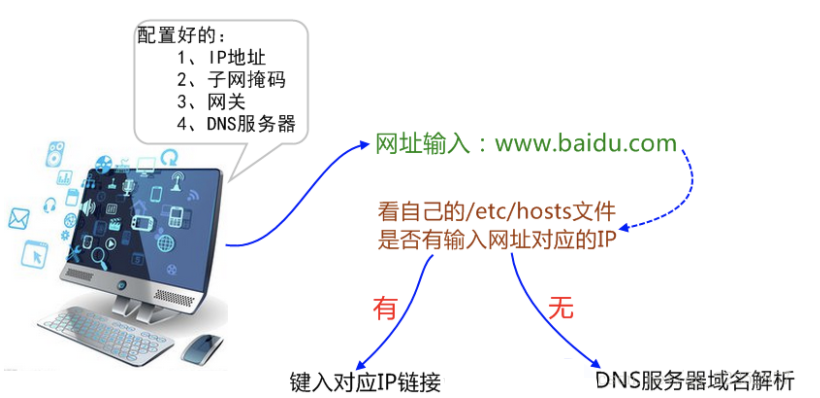 配置好的：
1、IP地址
2、子网掩码
3、网关
4、DNS服务器
网址输入：www.baidu.com
看自己的/etc/hosts文件
是否有输入网址对应的IP
有
无
键入对应IP链接
DNS服务器域名解析